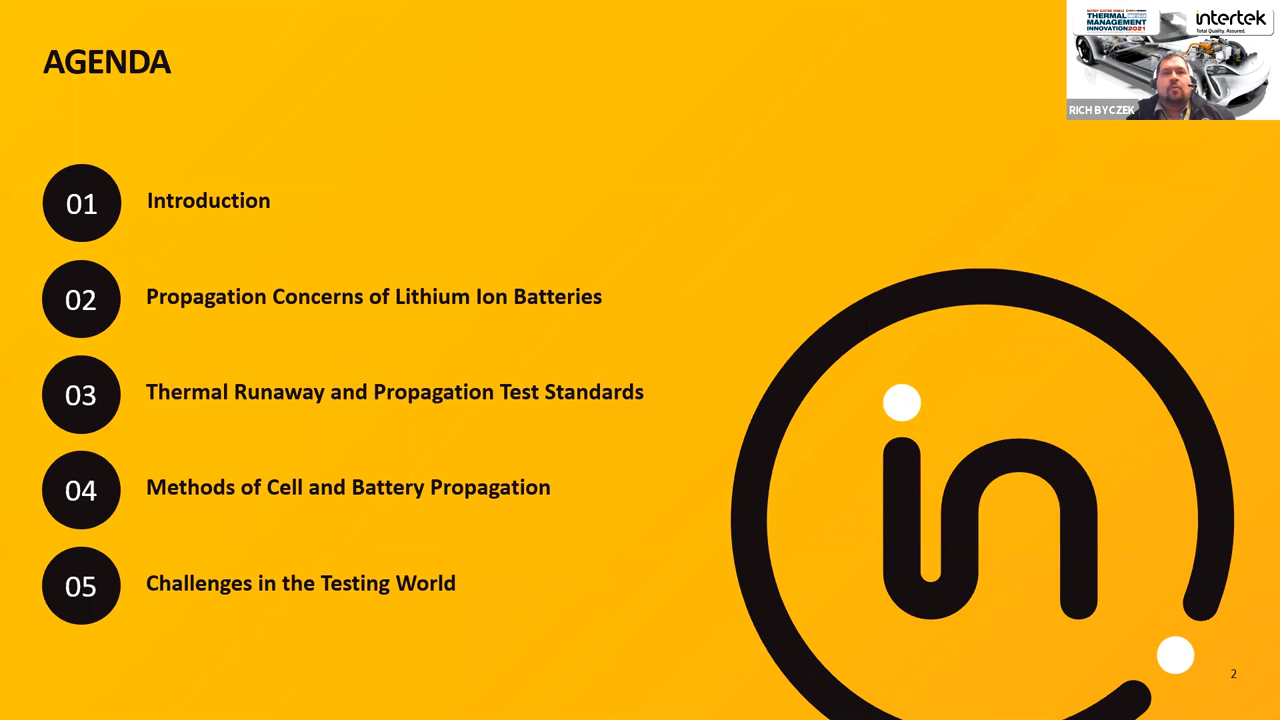 AGENDA
THERMAL
MANAGEMENT
INNOVATION2021
intertek
Total Quality. Assured.
RICH BYCZEK
01
Introduction
02
Propagation Concerns of Lithium Ion Batteries
03
Thermal Runaway and Propagation Test Standards
04
Methods of Cell and Battery Propagation
05
Challenges in the Testing World
in
2